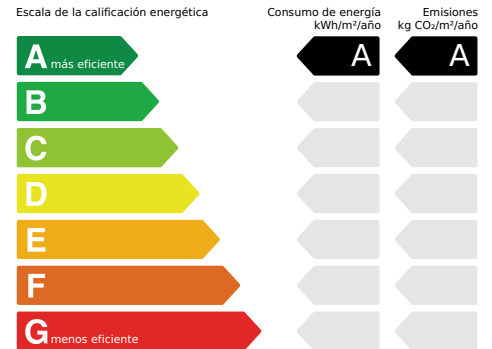 Escala de la calificación energética
Consumo de energía
kWh/m²/año
Emisiones
kg CO₂/m²/año
A más eficiente
A
A
B
C
D
E
F
G menos eficiente